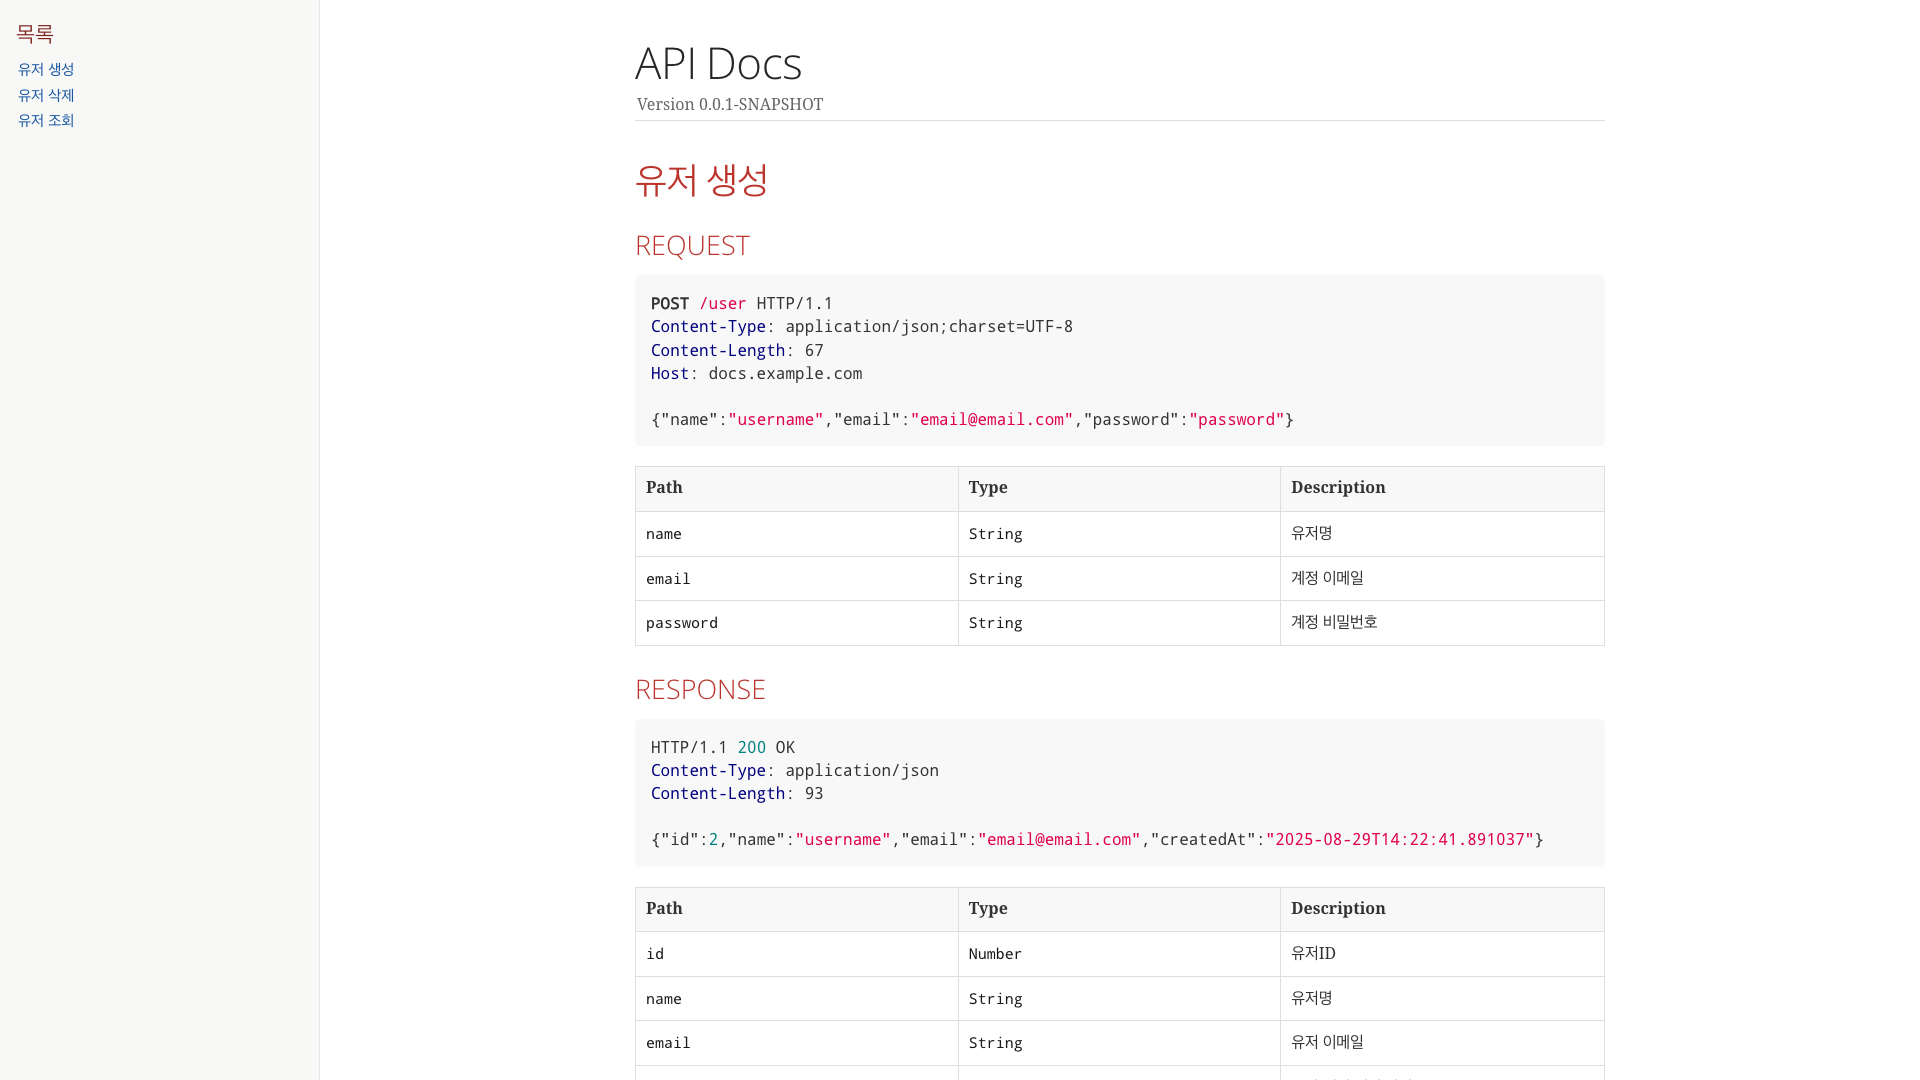 목록
유저 생성
유저 삭제
유저 조회
API Docs
Version 0.0.1-SNAPSHOT
유저 생성
REQUEST
POST /user HTTP/1.1
Content-Type: application/json;charset=UTF-8
Content-Length: 67
Host: docs.example.com
{"name":"username","email":"email@email.com","password":"password"}
Path Type Description
name String 유저명
email String 계정 이메일
password String 계정 비밀번호
RESPONSE
HTTP/1.1 200 OK
Content-Type: application/json
Content-Length: 93
{"id":2,"name":"username","email":"email@email.com","createdAt":"2025-08-29T14:22:41.891037"}
Path Type Description
id Number 유저ID
name String 유저명
email String 유저 이메일